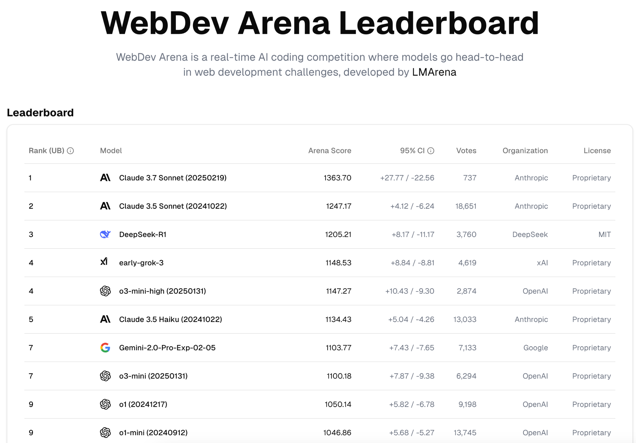 WebDev Arena Leaderboard
WebDev Arena is a real-time AI coding competition where models go head-to-head
in web development challenges, developed by LMArena
Leaderboard
Rank (UB) Model Arena Score 95% CI Votes Organization License
1 Claude 3.7 Sonnet (20250219) 1363.70 +27.77 / -22.56 737 Anthropic Proprietary
2 Claude 3.5 Sonnet (20241022) 1247.17 +4.12 / -6.24 18,651 Anthropic Proprietary
3 DeepSeek-R1 1205.21 +8.17 / -11.17 3,760 DeepSeek MIT
4 early-grok-3 1148.53 +8.84 / -8.81 4,619 xAI Proprietary
4 o3-mini-high (20250131) 1147.27 +10.43 / -9.30 2,874 OpenAI Proprietary
5 Claude 3.5 Haiku (20241022) 1134.43 +5.04 / -4.26 13,033 Anthropic Proprietary
7 Gemini-2.0-Pro-Exp-02-05 1103.77 +7.43 / -7.65 7,133 Google Proprietary
7 o3-mini (20250131) 1100.18 +7.87 / -9.38 6,294 OpenAI Proprietary
9 o1 (20241217) 1050.14 +5.82 / -6.78 9,198 OpenAI Proprietary
9 o1-mini (20240912) 1046.86 +5.68 / -5.27 13,745 OpenAI Proprietary